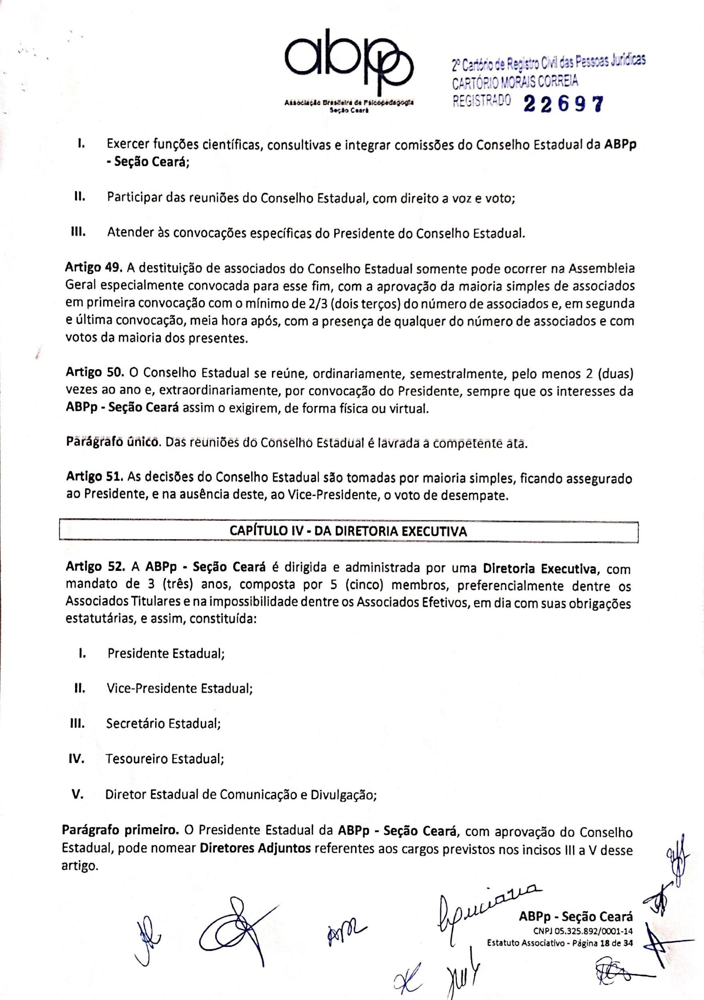 abpp
Associação Brasileira de Psicopedagogia
Seção Ceará
2º Cartório de Registro Civil das Pessoas Jurídicas
CARTÓRIO MORAIS CORREIA
REGISTRADO 22697
I. Exercer funções científicas, consultivas e integrar comissões do Conselho Estadual da ABPp
- Seção Ceará;
II. Participar das reuniões do Conselho Estadual, com direito a voz e voto;
III. Atender às convocações específicas do Presidente do Conselho Estadual.
Artigo 49. A destituição de associados do Conselho Estadual somente pode ocorrer na Assembleia
Geral especialmente convocada para esse fim, com a aprovação da maioria simples de associados
em primeira convocação com o mínimo de 2/3 (dois terços) do número de associados e, em segunda
e última convocação, meia hora após, com a presença de qualquer do número de associados e com
votos da maioria dos presentes.
Artigo 50. O Conselho Estadual se reúne, ordinariamente, semestralmente, pelo menos 2 (duas)
vezes ao ano e, extraordinariamente, por convocação do Presidente, sempre que os interesses da
ABPp - Seção Ceará assim o exigirem, de forma física ou virtual.
Parágrafo único. Das reuniões do Conselho Estadual é lavrada a competente ata.
Artigo 51. As decisões do Conselho Estadual são tomadas por maioria simples, ficando assegurado
ao Presidente, e na ausência deste, ao Vice-Presidente, o voto de desempate.
CAPÍTULO IV - DA DIRETORIA EXECUTIVA
Artigo 52. A ABPp - Seção Ceará é dirigida e administrada por uma Diretoria Executiva, com
mandato de 3 (três) anos, composta por 5 (cinco) membros, preferencialmente dentre os
Associados Titulares e na impossibilidade dentre os Associados Efetivos, em dia com suas obrigações
estatutárias, e assim, constituída:
I. Presidente Estadual;
II. Vice-Presidente Estadual;
III. Secretário Estadual;
IV. Tesoureiro Estadual;
V. Diretor Estadual de Comunicação e Divulgação;
Parágrafo primeiro. O Presidente Estadual da ABPp - Seção Ceará, com aprovação do Conselho
Estadual, pode nomear Diretores Adjuntos referentes aos cargos previstos nos incisos III a V desse
artigo.
ABPp - Seção Ceará
CNPJ 05.325.892/0001-14
Estatuto Associativo - Página 18 de 34